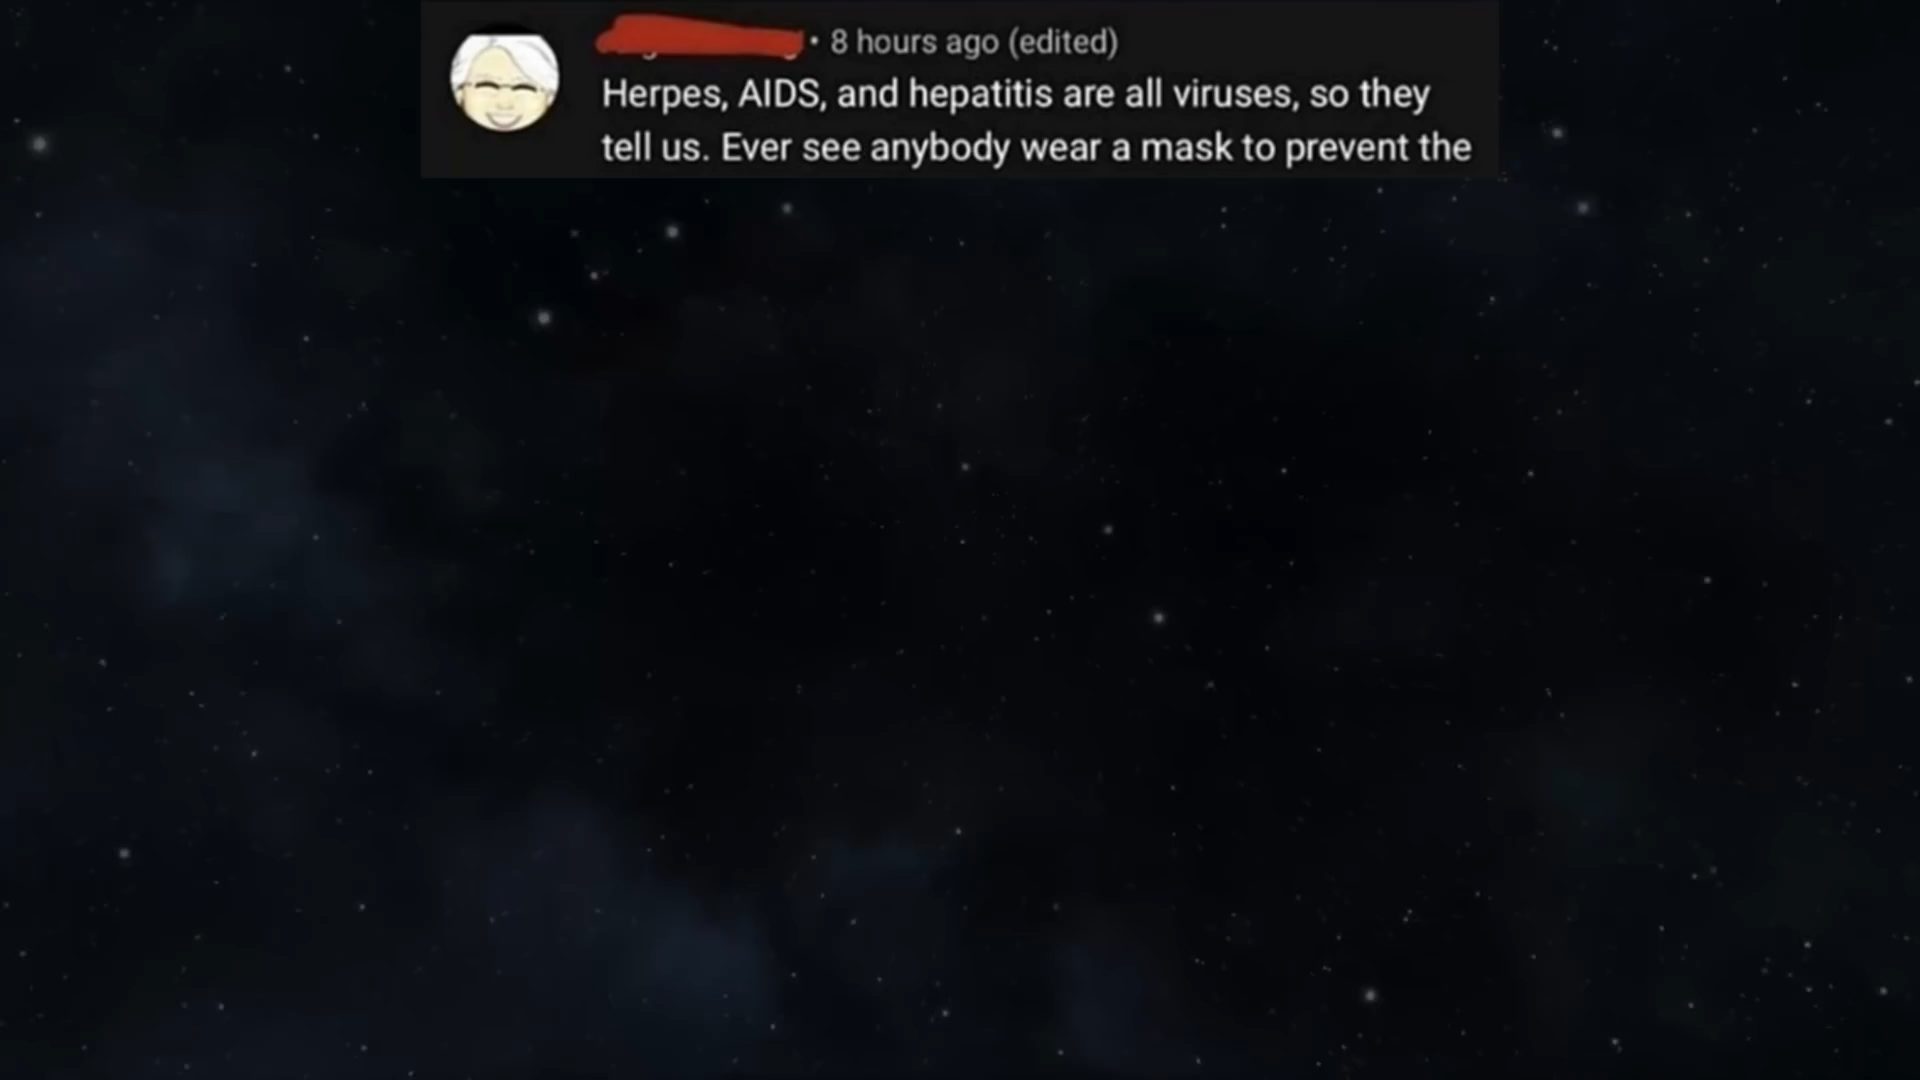 • 8 hours ago (edited)
Herpes, AIDS, and hepatitis are all viruses, so they
tell us. Ever see anybody wear a mask to prevent the